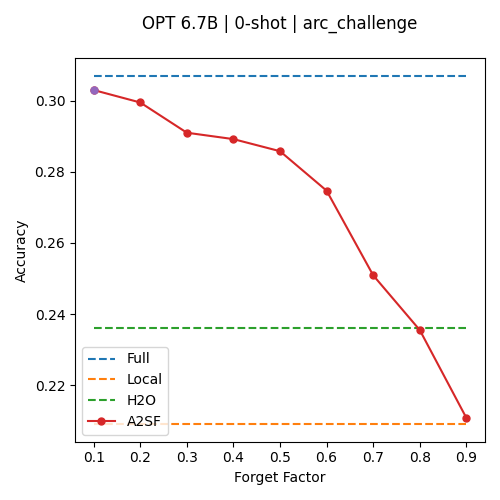 OPT 6.7B | 0-shot | arc_challenge
Accuracy
0.30
0.28
0.26
0.24
0.22
Full
Local
H2O
A2SF
0.1 0.2 0.3 0.4 0.5 0.6 0.7 0.8 0.9
Forget Factor